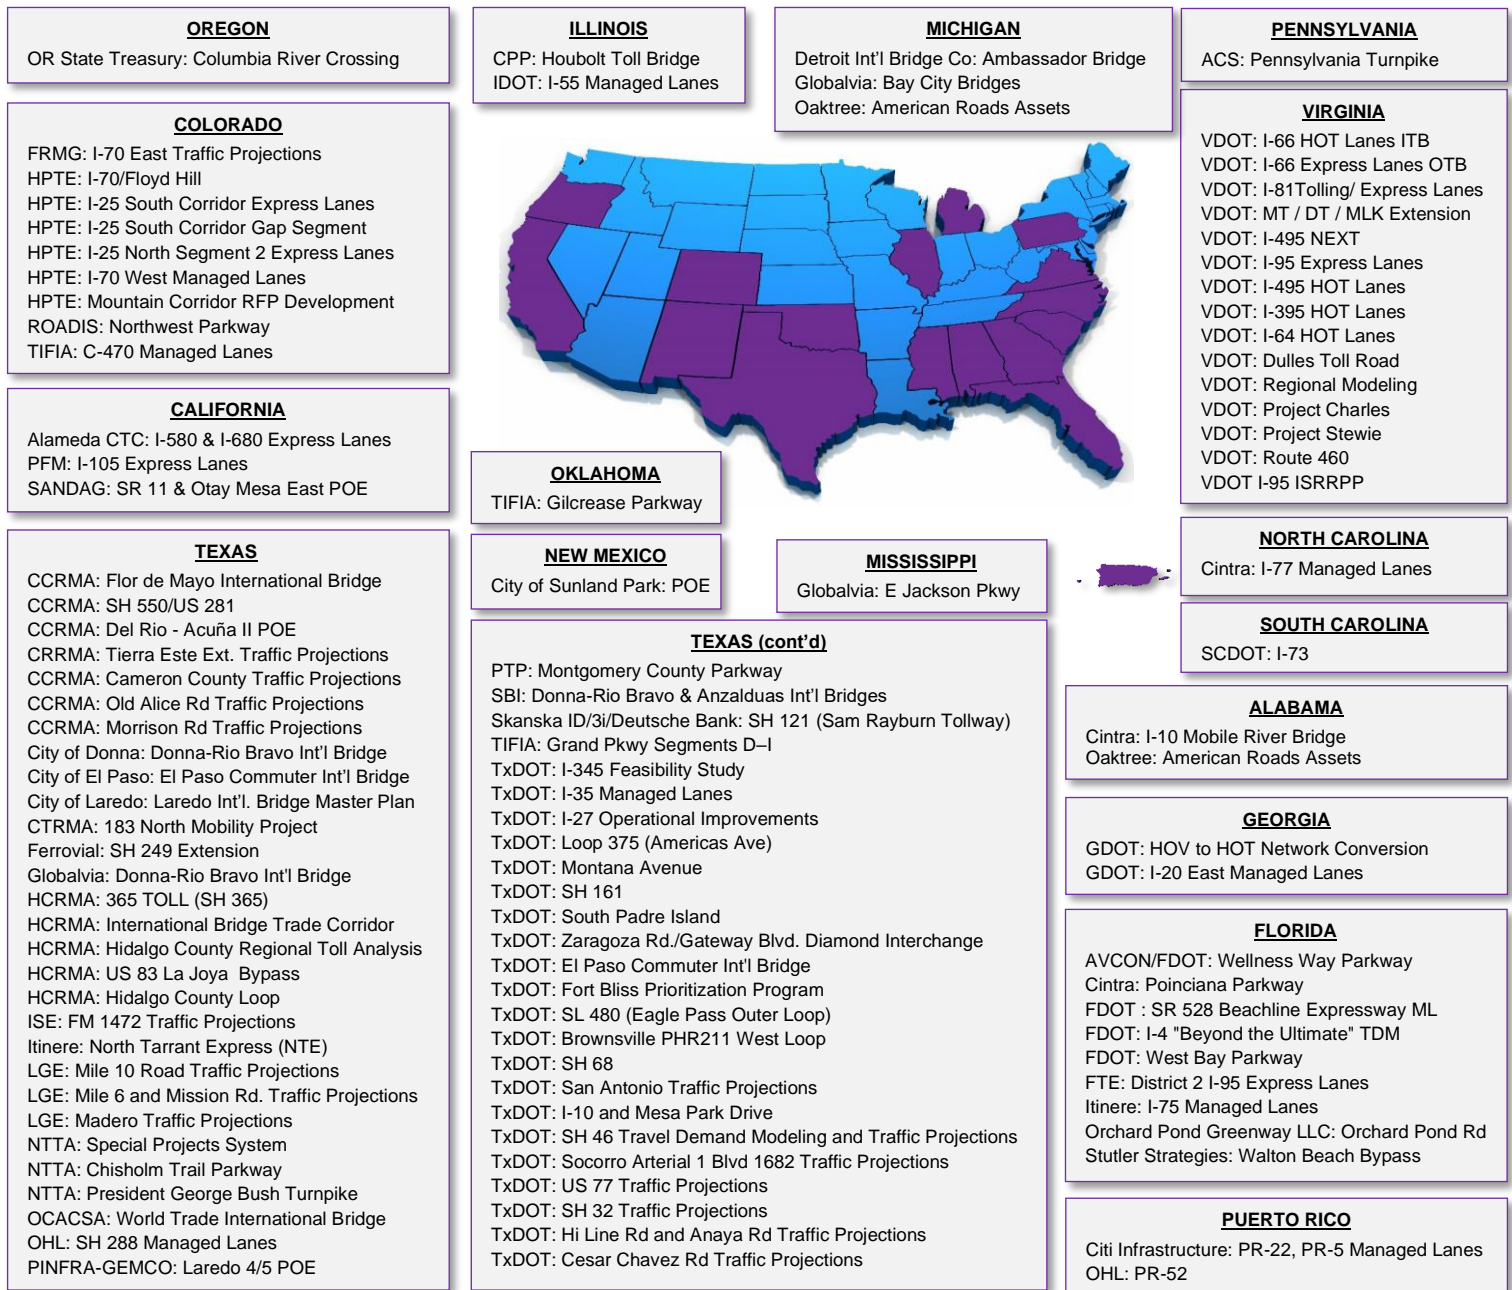 OREGON
OR State Treasury: Columbia River Crossing
ILLINOIS
CPP: Houbolt Toll Bridge
IDOT: I-55 Managed Lanes
MICHIGAN
Detroit Int'l Bridge Co: Ambassador Bridge
Globalvia: Bay City Bridges
Oaktree: American Roads Assets
PENNSYLVANIA
ACS: Pennsylvania Turnpike
COLORADO
FRMG: I-70 East Traffic Projections
HPTE: I-70/Floyd Hill
HPTE: I-25 South Corridor Express Lanes
HPTE: I-25 South Corridor Gap Segment
HPTE: I-25 North Segment 2 Express Lanes
HPTE: I-70 West Managed Lanes
HPTE: Mountain Corridor RFP Development
ROADIS: Northwest Parkway
TIFIA: C-470 Managed Lanes
VIRGINIA
VDOT: I-66 HOT Lanes ITB
VDOT: I-66 Express Lanes OTB
VDOT: I-81Tolling/ Express Lanes
VDOT: MT / DT / MLK Extension
VDOT: I-495 NEXT
VDOT: I-95 Express Lanes
VDOT: I-495 HOT Lanes
VDOT: I-395 HOT Lanes
VDOT: I-64 HOT Lanes
VDOT: Dulles Toll Road
VDOT: Regional Modeling
VDOT: Project Charles
VDOT: Project Stewie
VDOT: Route 460
VDOT I-95 ISRRPP
CALIFORNIA
Alameda CTC: I-580 & I-680 Express Lanes
PFM: I-105 Express Lanes
SANDAG: SR 11 & Otay Mesa East POE
OKLAHOMA
TIFIA: Gilcrease Parkway
NEW MEXICO
City of Sunland Park: POE
MISSISSIPPI
Globalvia: E Jackson Pkwy
NORTH CAROLINA
Cintra: I-77 Managed Lanes
SOUTH CAROLINA
SCDOT: I-73
TEXAS
CCRMA: Flor de Mayo International Bridge
CCRMA: SH 550/US 281
CCRMA: Del Rio - Acuña II POE
CRRMA: Tierra Este Ext. Traffic Projections
CCRMA: Cameron County Traffic Projections
CCRMA: Old Alice Rd Traffic Projections
CCRMA: Morrison Rd Traffic Projections
City of Donna: Donna-Rio Bravo Int'l Bridge
City of El Paso: El Paso Commuter Int'l Bridge
City of Laredo: Laredo Int'l. Bridge Master Plan
CTRMA: 183 North Mobility Project
Ferrovial: SH 249 Extension
Globalvia: Donna-Rio Bravo Int'l Bridge
HCRMA: 365 TOLL (SH 365)
HCRMA: International Bridge Trade Corridor
HCRMA: Hidalgo County Regional Toll Analysis
HCRMA: US 83 La Joya  Bypass
HCRMA: Hidalgo County Loop
ISE: FM 1472 Traffic Projections
Itinere: North Tarrant Express (NTE)
LGE: Mile 10 Road Traffic Projections
LGE: Mile 6 and Mission Rd. Traffic Projections
LGE: Madero Traffic Projections
NTTA: Special Projects System
NTTA: Chisholm Trail Parkway
NTTA: President George Bush Turnpike
OCACSA: World Trade International Bridge
OHL: SH 288 Managed Lanes
PINFRA-GEMCO: Laredo 4/5 POE
TEXAS (cont'd)
PTP: Montgomery County Parkway
SBI: Donna-Rio Bravo & Anzalduas Int'l Bridges
Skanska ID/3i/Deutsche Bank: SH 121 (Sam Rayburn Tollway)
TIFIA: Grand Pkwy Segments D–I
TxDOT: I-345 Feasibility Study
TxDOT: I-35 Managed Lanes
TxDOT: I-27 Operational Improvements
TxDOT: Loop 375 (Americas Ave)
TxDOT: Montana Avenue
TxDOT: SH 161
TxDOT: South Padre Island
TxDOT: Zaragoza Rd./Gateway Blvd. Diamond Interchange
TxDOT: El Paso Commuter Int'l Bridge
TxDOT: Fort Bliss Prioritization Program
TxDOT: SL 480 (Eagle Pass Outer Loop)
TxDOT: Brownsville PHR211 West Loop
TxDOT: SH 68
TxDOT: San Antonio Traffic Projections
TxDOT: I-10 and Mesa Park Drive
TxDOT: SH 46 Travel Demand Modeling and Traffic Projections
TxDOT: Socorro Arterial 1 Blvd 1682 Traffic Projections
TxDOT: US 77 Traffic Projections
TxDOT: SH 32 Traffic Projections
TxDOT: Hi Line Rd and Anaya Rd Traffic Projections
TxDOT: Cesar Chavez Rd Traffic Projections
ALABAMA
Cintra: I-10 Mobile River Bridge
Oaktree: American Roads Assets
GEORGIA
GDOT: HOV to HOT Network Conversion
GDOT: I-20 East Managed Lanes
FLORIDA
AVCON/FDOT: Wellness Way Parkway
Cintra: Poinciana Parkway
FDOT : SR 528 Beachline Expressway ML
FDOT: I-4 "Beyond the Ultimate" TDM
FDOT: West Bay Parkway
FTE: District 2 I-95 Express Lanes
Itinere: I-75 Managed Lanes
Orchard Pond Greenway LLC: Orchard Pond Rd
Stutler Strategies: Walton Beach Bypass
PUERTO RICO
Citi Infrastructure: PR-22, PR-5 Managed Lanes
OHL: PR-52